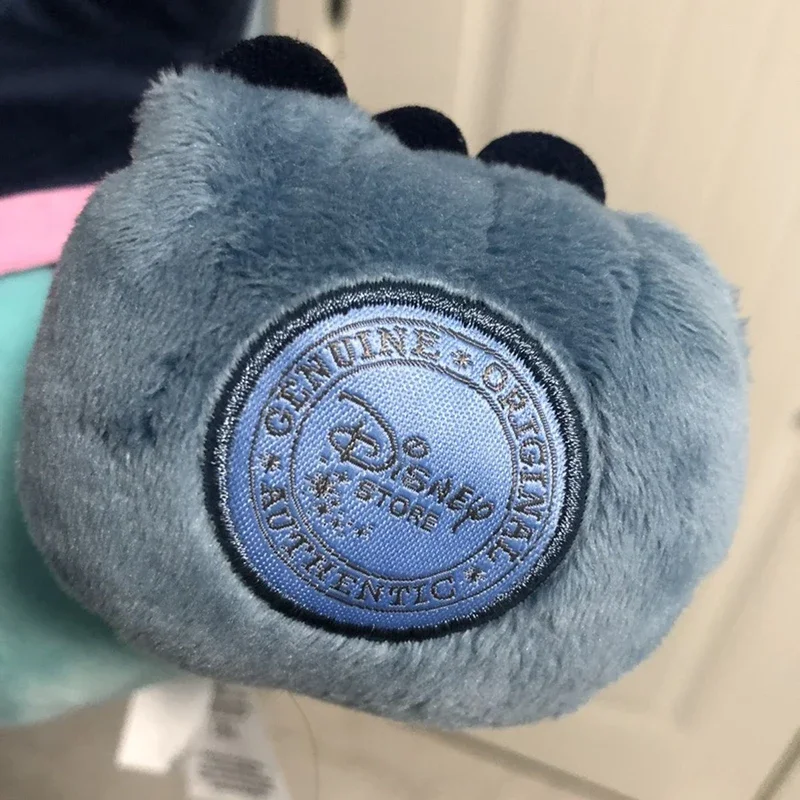 GENUINE * ORIGINAL * AUTHENTIC *
Disney
STORE